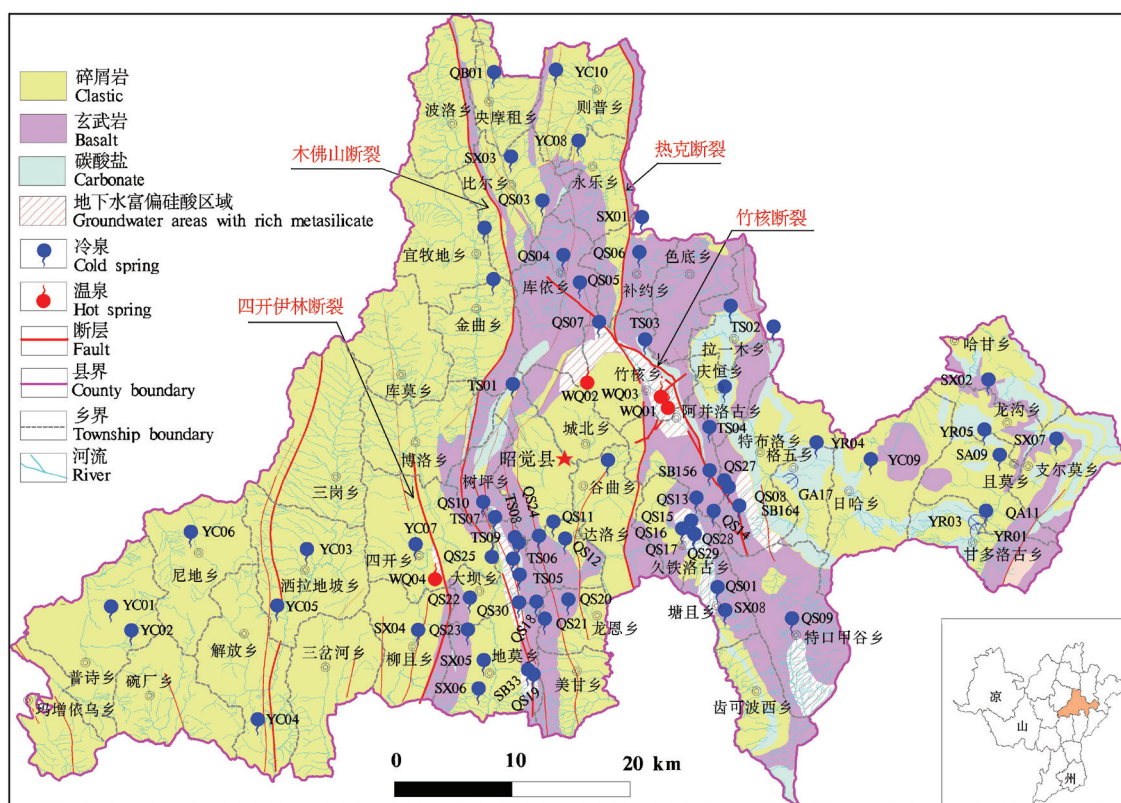 碎屑岩
Clastic
玄武岩
Basalt
碳酸盐
Carbonate
地下水富偏硅酸区域
Groundwater areas with rich metasilicate
冷泉
Cold spring
温泉
Hot spring
断层
Fault
县界
County boundary
乡界
Township boundary
河流
River
QB01
YC10
波洛乡
央摩租乡
则普乡
木佛山断裂
YC08
热克断裂
SX03
比尔乡
永乐乡
QS03
SX01
竹核断裂
宜牧地乡
QS04
QS06
色底乡
库依乡
QS05
补约乡
四开伊林断裂
金曲乡
QS07
TS03
TS02
拉一木乡
哈甘乡
庆恒乡
竹核乡
库莫乡
TS01
WQ02
WQ03
WQ01
阿并洛古乡
SX02
龙沟乡
城北乡
TS04
特布洛乡
YR04
YR05
SX07
博洛乡
昭觉县
格五乡
YC09
SA09
支尔莫乡
三岗乡
树坪乡
谷曲乡
SB156
QS27
且莫乡
QS10
QS24
QS13
QS08
GA17
日哈乡
TS07
TS08
QS11
QS15
SB164
YR03
QA11
YC06
YC07
TS09
达洛乡
QS16
QS28
QS14
YR01
YC03
四开乡
QS25
TS06
QS12
QS17
QS29
甘多洛古乡
尼地乡
洒拉地坡乡
WQ04
大坝乡
TS05
久铁洛古乡
QS01
YC01
YC05
QS22
QS30
QS20
塘且乡
SX08
QS09
YC02
SX04
QS23
QS18
QS21
龙恩乡
特口甲谷乡
解放乡
三岔河乡
柳且乡
SX05
地莫乡
普诗乡
碗厂乡
SX06
SB33
QS19
美甘乡
玛增依乌乡
YC04
齿可波西乡
凉
山
州
0
10
20 km